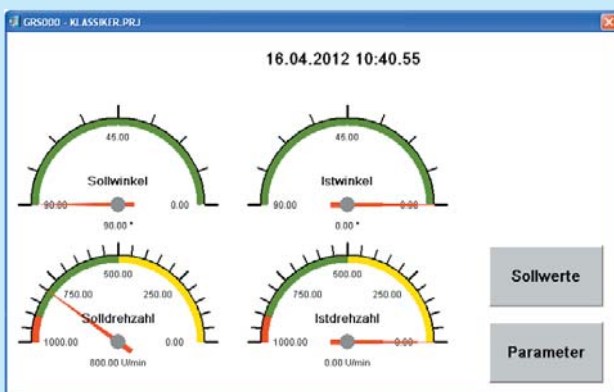 GRS000 - KLASSIKER.PRJ
16.04.2012 10:40.55
45.00
Sollwinkel
90.00 0.00
90.00 °
45.00
Istwinkel
90.00 0.00
0.00 °
500.00
750.00 250.00
Solldrehzahl
1000.00 0.00
800.00 U/min
500.00
750.00 250.00
Istdrehzahl
1000.00 0.00
0.00 U/min
Sollwerte
Parameter